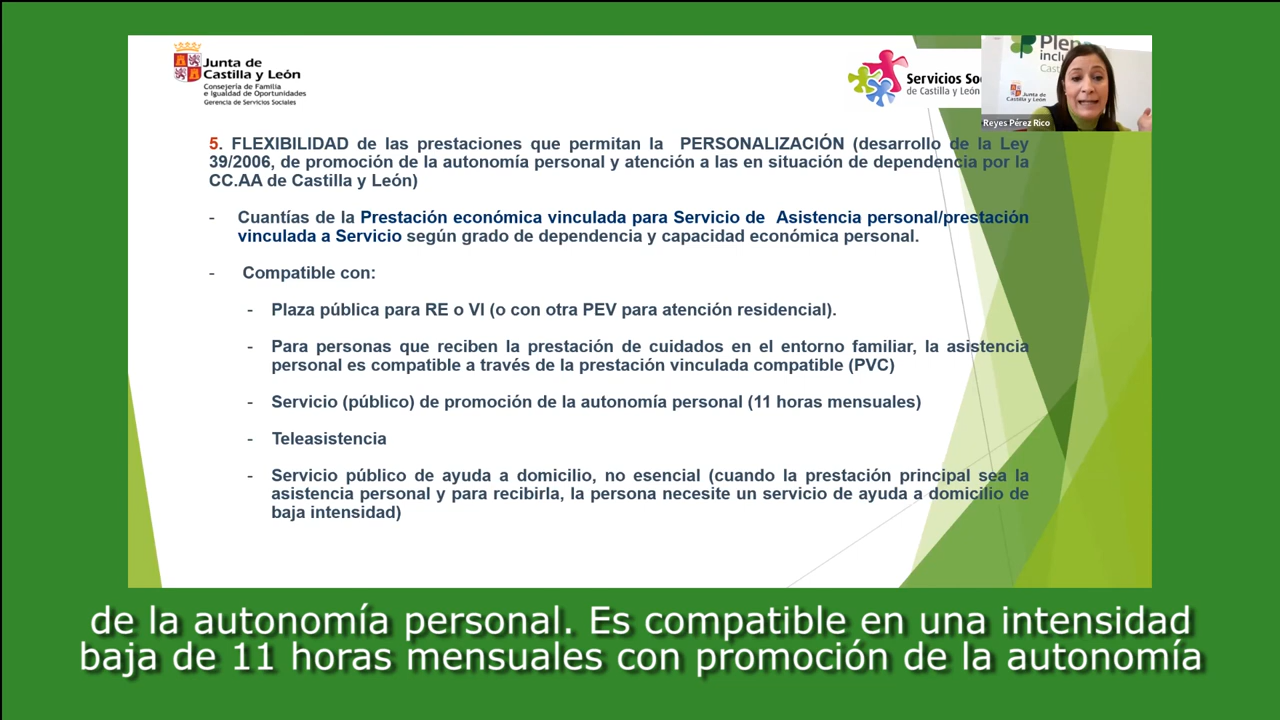 Junta de
Castilla y León
Consejería de Familia
e Igualdad de Oportunidades
Gerencia de Servicios Sociales
Servicios So
de Castilla y León
Plena
inclu
Cast
Junta de
Castilla y León
Reyes Pérez Rico
5. FLEXIBILIDAD de las prestaciones que permitan la PERSONALIZACIÓN (desarrollo de la Ley
39/2006, de promoción de la autonomía personal y atención a las en situación de dependencia por la
CC.AA de Castilla y León)
- Cuantías de la Prestación económica vinculada para Servicio de Asistencia personal/prestación
vinculada a Servicio según grado de dependencia y capacidad económica personal.
- Compatible con:
- Plaza pública para RE o VI (o con otra PEV para atención residencial).
- Para personas que reciben la prestación de cuidados en el entorno familiar, la asistencia
personal es compatible a través de la prestación vinculada compatible (PVC)
- Servicio (público) de promoción de la autonomía personal (11 horas mensuales)
- Teleasistencia
- Servicio público de ayuda a domicilio, no esencial (cuando la prestación principal sea la
asistencia personal y para recibirla, la persona necesite un servicio de ayuda a domicilio de
baja intensidad)
de la autonomía personal. Es compatible en una intensidad
baja de 11 horas mensuales con promoción de la autonomía